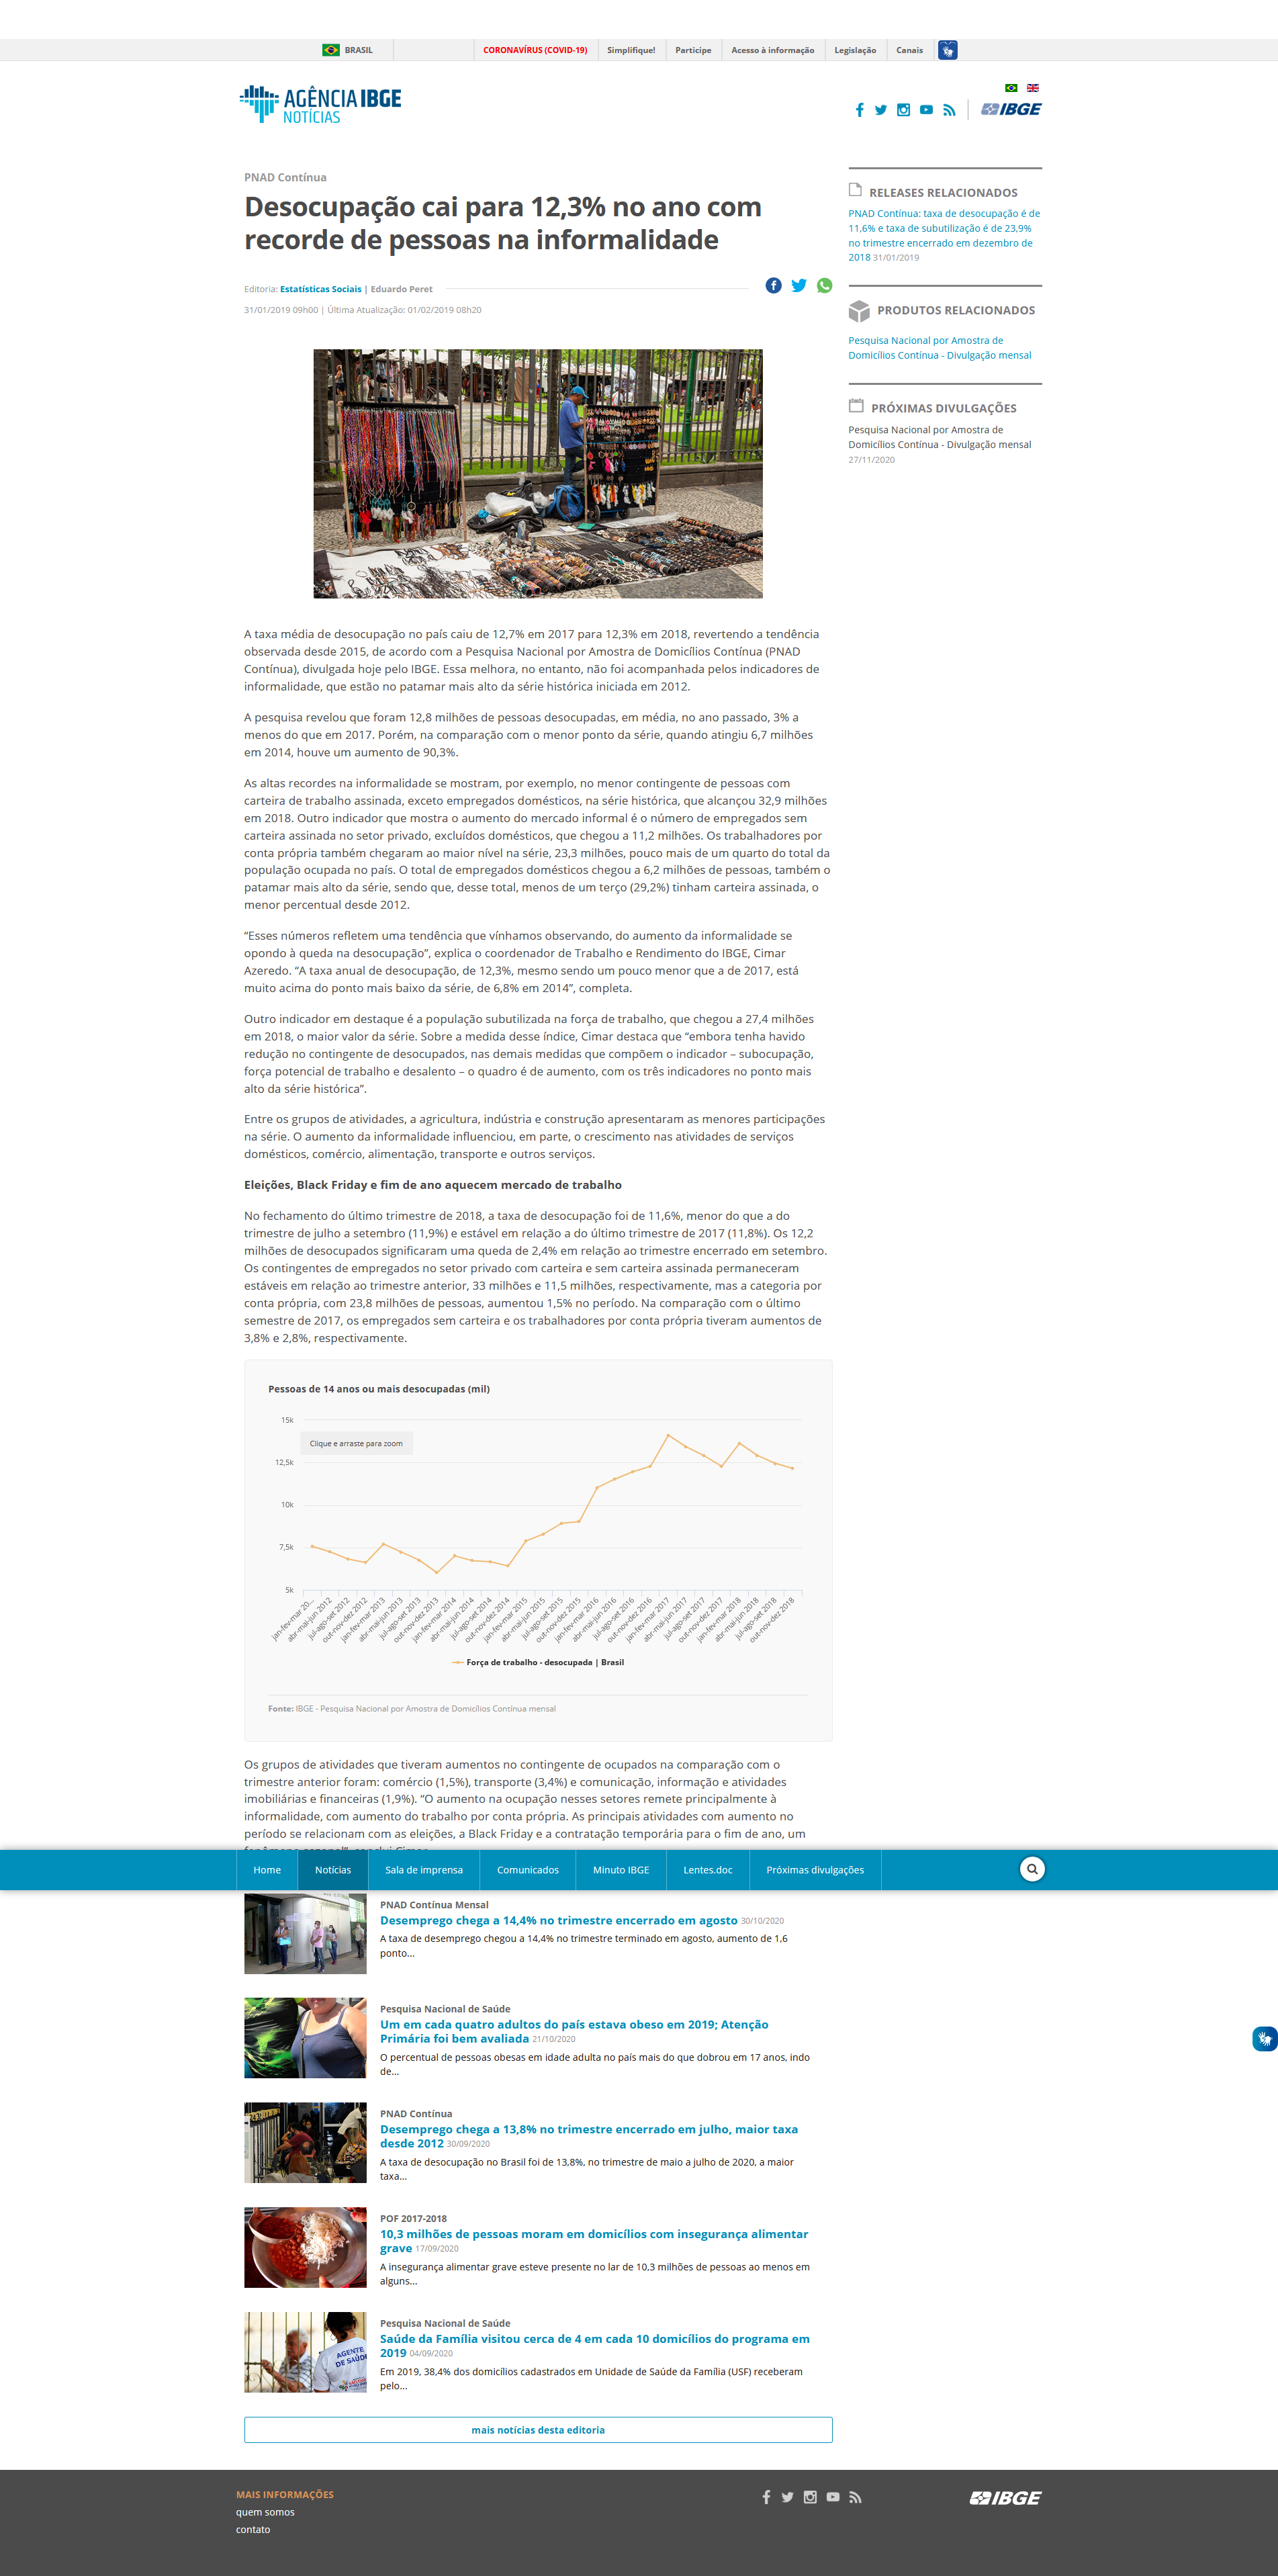 BRASIL
CORONAVÍRUS (COVID-19)
Simplifique!
Participe
Acesso à informação
Legislação
Canais
AGÊNCIA IBGE
NOTÍCIAS
IBGE
PNAD Contínua
Desocupação cai para 12,3% no ano com
recorde de pessoas na informalidade
Editoria: Estatísticas Sociais | Eduardo Peret
31/01/2019 09h00 | Última Atualização: 01/02/2019 08h20
RELEASES RELACIONADOS
PNAD Contínua: taxa de desocupação é de
11,6% e taxa de subutilização é de 23,9%
no trimestre encerrado em dezembro de
2018 31/01/2019
PRODUTOS RELACIONADOS
Pesquisa Nacional por Amostra de
Domicílios Contínua - Divulgação mensal
PRÓXIMAS DIVULGAÇÕES
Pesquisa Nacional por Amostra de
Domicílios Contínua - Divulgação mensal
27/11/2020
A taxa média de desocupação no país caiu de 12,7% em 2017 para 12,3% em 2018, revertendo a tendência
observada desde 2015, de acordo com a Pesquisa Nacional por Amostra de Domicílios Contínua (PNAD
Contínua), divulgada hoje pelo IBGE. Essa melhora, no entanto, não foi acompanhada pelos indicadores de
informalidade, que estão no patamar mais alto da série histórica iniciada em 2012.
A pesquisa revelou que foram 12,8 milhões de pessoas desocupadas, em média, no ano passado, 3% a
menos do que em 2017. Porém, na comparação com o menor ponto da série, quando atingiu 6,7 milhões
em 2014, houve um aumento de 90,3%.
As altas recordes na informalidade se mostram, por exemplo, no menor contingente de pessoas com
carteira de trabalho assinada, exceto empregados domésticos, na série histórica, que alcançou 32,9 milhões
em 2018. Outro indicador que mostra o aumento do mercado informal é o número de empregados sem
carteira assinada no setor privado, excluídos domésticos, que chegou a 11,2 milhões. Os trabalhadores por
conta própria também chegaram ao maior nível na série, 23,3 milhões, pouco mais de um quarto do total da
população ocupada no país. O total de empregados domésticos chegou a 6,2 milhões de pessoas, também o
patamar mais alto da série, sendo que, desse total, menos de um terço (29,2%) tinham carteira assinada, o
menor percentual desde 2012.
“Esses números refletem uma tendência que vínhamos observando, do aumento da informalidade se
opondo à queda na desocupação”, explica o coordenador de Trabalho e Rendimento do IBGE, Cimar
Azeredo. “A taxa anual de desocupação, de 12,3%, mesmo sendo um pouco menor que a de 2017, está
muito acima do ponto mais baixo da série, de 6,8% em 2014”, completa.
Outro indicador em destaque é a população subutilizada na força de trabalho, que chegou a 27,4 milhões
em 2018, o maior valor da série. Sobre a medida desse índice, Cimar destaca que “embora tenha havido
redução no contingente de desocupados, nas demais medidas que compõem o indicador – subocupação,
força potencial de trabalho e desalento – o quadro é de aumento, com os três indicadores no ponto mais
alto da série histórica”.
Entre os grupos de atividades, a agricultura, indústria e construção apresentaram as menores participações
na série. O aumento da informalidade influenciou, em parte, o crescimento nas atividades de serviços
domésticos, comércio, alimentação, transporte e outros serviços.
Eleições, Black Friday e fim de ano aquecem mercado de trabalho
No fechamento do último trimestre de 2018, a taxa de desocupação foi de 11,6%, menor do que a do
trimestre de julho a setembro (11,9%) e estável em relação a do último trimestre de 2017 (11,8%). Os 12,2
milhões de desocupados significaram uma queda de 2,4% em relação ao trimestre encerrado em setembro.
Os contingentes de empregados no setor privado com carteira e sem carteira assinada permaneceram
estáveis em relação ao trimestre anterior, 33 milhões e 11,5 milhões, respectivamente, mas a categoria por
conta própria, com 23,8 milhões de pessoas, aumentou 1,5% no período. Na comparação com o último
semestre de 2017, os empregados sem carteira e os trabalhadores por conta própria tiveram aumentos de
3,8% e 2,8%, respectivamente.
Pessoas de 14 anos ou mais desocupadas (mil)
15k
Clique e arraste para zoom
12,5k
10k
7,5k
5k
jan-fev-mar 20...
abr-mai-jun 2012
jul-ago-set 2012
out-nov-dez 2012
jan-fev-mar 2013
abr-mai-jun 2013
jul-ago-set 2013
out-nov-dez 2013
jan-fev-mar 2014
abr-mai-jun 2014
jul-ago-set 2014
out-nov-dez 2014
jan-fev-mar 2015
abr-mai-jun 2015
jul-ago-set 2015
out-nov-dez 2015
jan-fev-mar 2016
abr-mai-jun 2016
jul-ago-set 2016
out-nov-dez 2016
jan-fev-mar 2017
abr-mai-jun 2017
jul-ago-set 2017
out-nov-dez 2017
jan-fev-mar 2018
abr-mai-jun 2018
jul-ago-set 2018
out-nov-dez 2018
Força de trabalho - desocupada | Brasil
Fonte: IBGE - Pesquisa Nacional por Amostra de Domicílios Contínua mensal
Os grupos de atividades que tiveram aumentos no contingente de ocupados na comparação com o
trimestre anterior foram: comércio (1,5%), transporte (3,4%) e comunicação, informação e atividades
imobiliárias e financeiras (1,9%). “O aumento na ocupação nesses setores remete principalmente à
informalidade, com aumento do trabalho por conta própria. As principais atividades com aumento no
período se relacionam com as eleições, a Black Friday e a contratação temporária para o fim de ano, um
Home
Notícias
Sala de imprensa
Comunicados
Minuto IBGE
Lentes.doc
Próximas divulgações
PNAD Contínua Mensal
Desemprego chega a 14,4% no trimestre encerrado em agosto 30/10/2020
A taxa de desemprego chegou a 14,4% no trimestre terminado em agosto, aumento de 1,6
ponto...
Pesquisa Nacional de Saúde
Um em cada quatro adultos do país estava obeso em 2019; Atenção
Primária foi bem avaliada 21/10/2020
O percentual de pessoas obesas em idade adulta no país mais do que dobrou em 17 anos, indo
de...
PNAD Contínua
Desemprego chega a 13,8% no trimestre encerrado em julho, maior taxa
desde 2012 30/09/2020
A taxa de desocupação no Brasil foi de 13,8%, no trimestre de maio a julho de 2020, a maior
taxa...
POF 2017-2018
10,3 milhões de pessoas moram em domicílios com insegurança alimentar
grave 17/09/2020
A insegurança alimentar grave esteve presente no lar de 10,3 milhões de pessoas ao menos em
alguns...
AGENTE
DE SAÚDE
Pesquisa Nacional de Saúde
Saúde da Família visitou cerca de 4 em cada 10 domicílios do programa em
2019 04/09/2020
Em 2019, 38,4% dos domicílios cadastrados em Unidade de Saúde da Família (USF) receberam
pelo...
mais notícias desta editoria
MAIS INFORMAÇÕES
quem somos
contato
IBGE